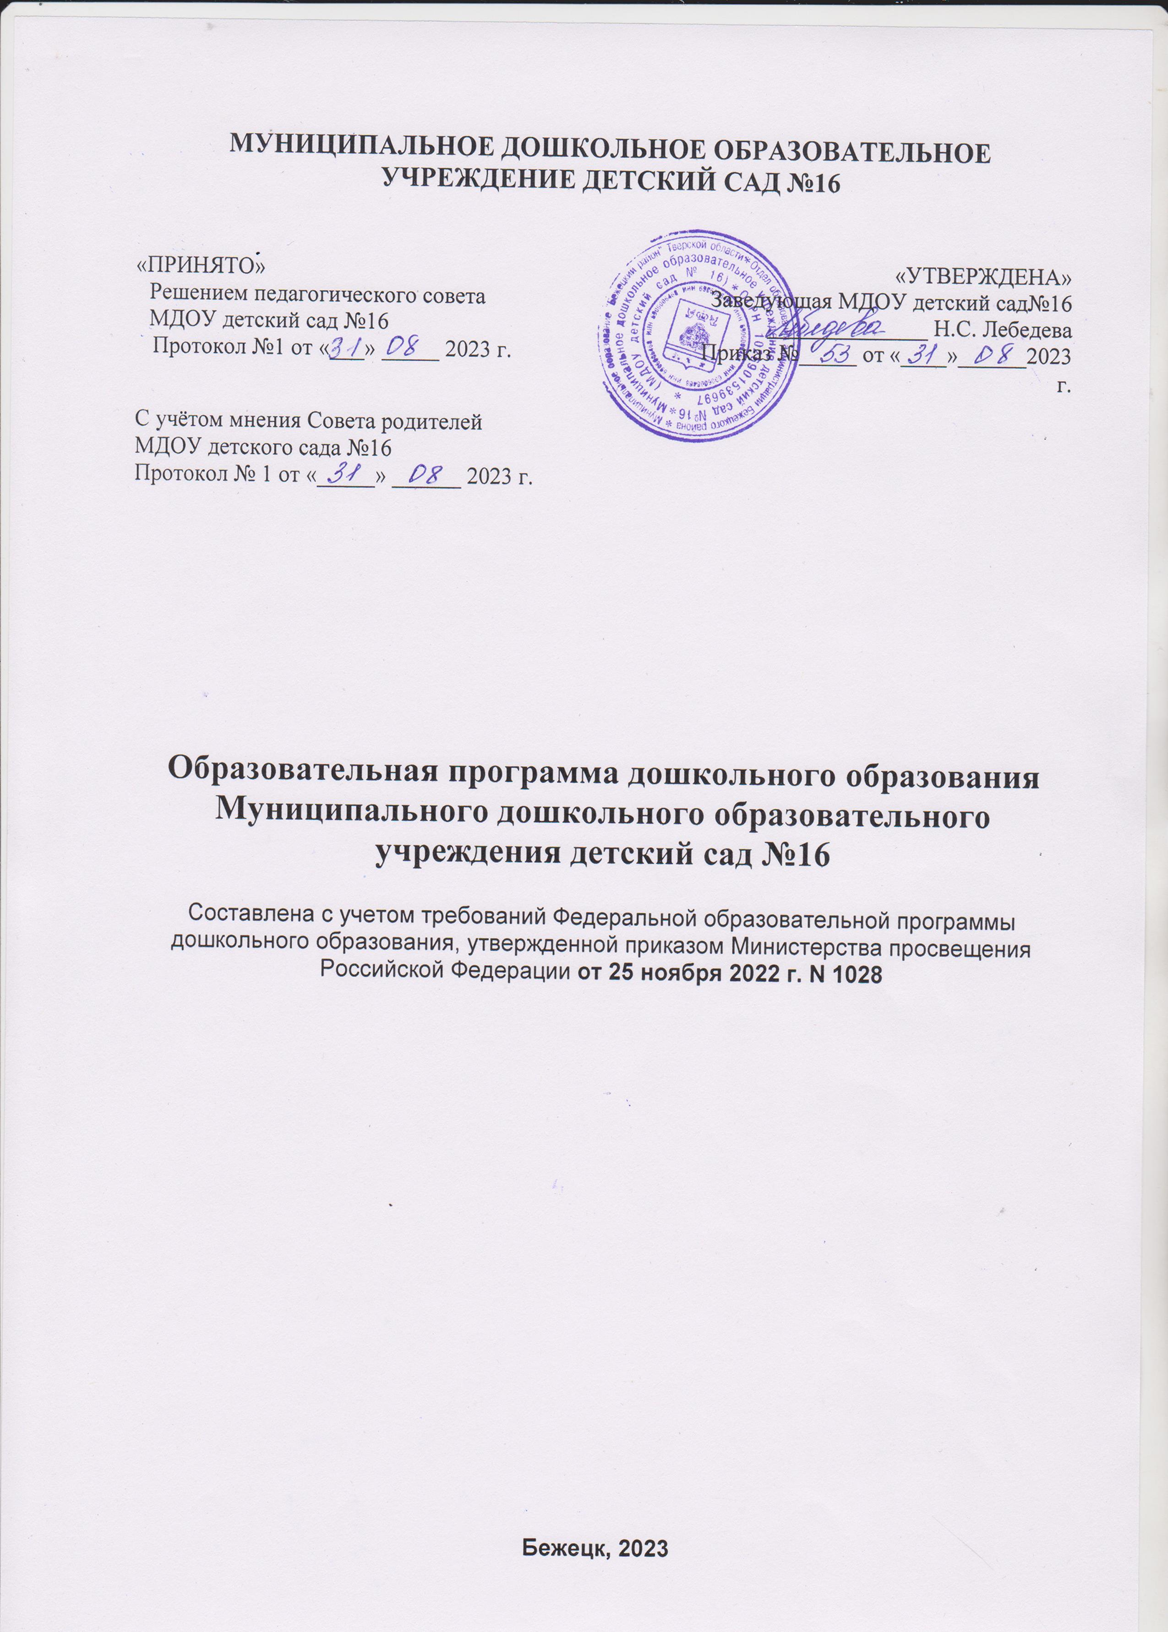 МУНИЦИПАЛЬНОЕ ДОШКОЛЬНОЕ ОБРАЗОВАТЕЛЬНОЕ
УЧРЕЖДЕНИЕ ДЕТСКИЙ САД №16
«ПРИНЯТО»
Решением педагогического совета
МДОУ детский сад №16
Протокол №1 от «31» 08 2023 г.
С учётом мнения Совета родителей
МДОУ детского сада №16
Протокол № 1 от «31» 08 2023 г.
«УТВЕРЖДЕНА»
Заведующая МДОУ детский сад№16
Лебедева Н.С. Лебедева
Приказ № 53 от «31» 08 2023
г.
Образовательная программа дошкольного образования
Муниципального дошкольного образовательного
учреждения детский сад №16
Составлена с учетом требований Федеральной образовательной программы
дошкольного образования, утвержденной приказом Министерства просвещения
Российской Федерации от 25 ноября 2022 г. N 1028
Бежецк, 2023